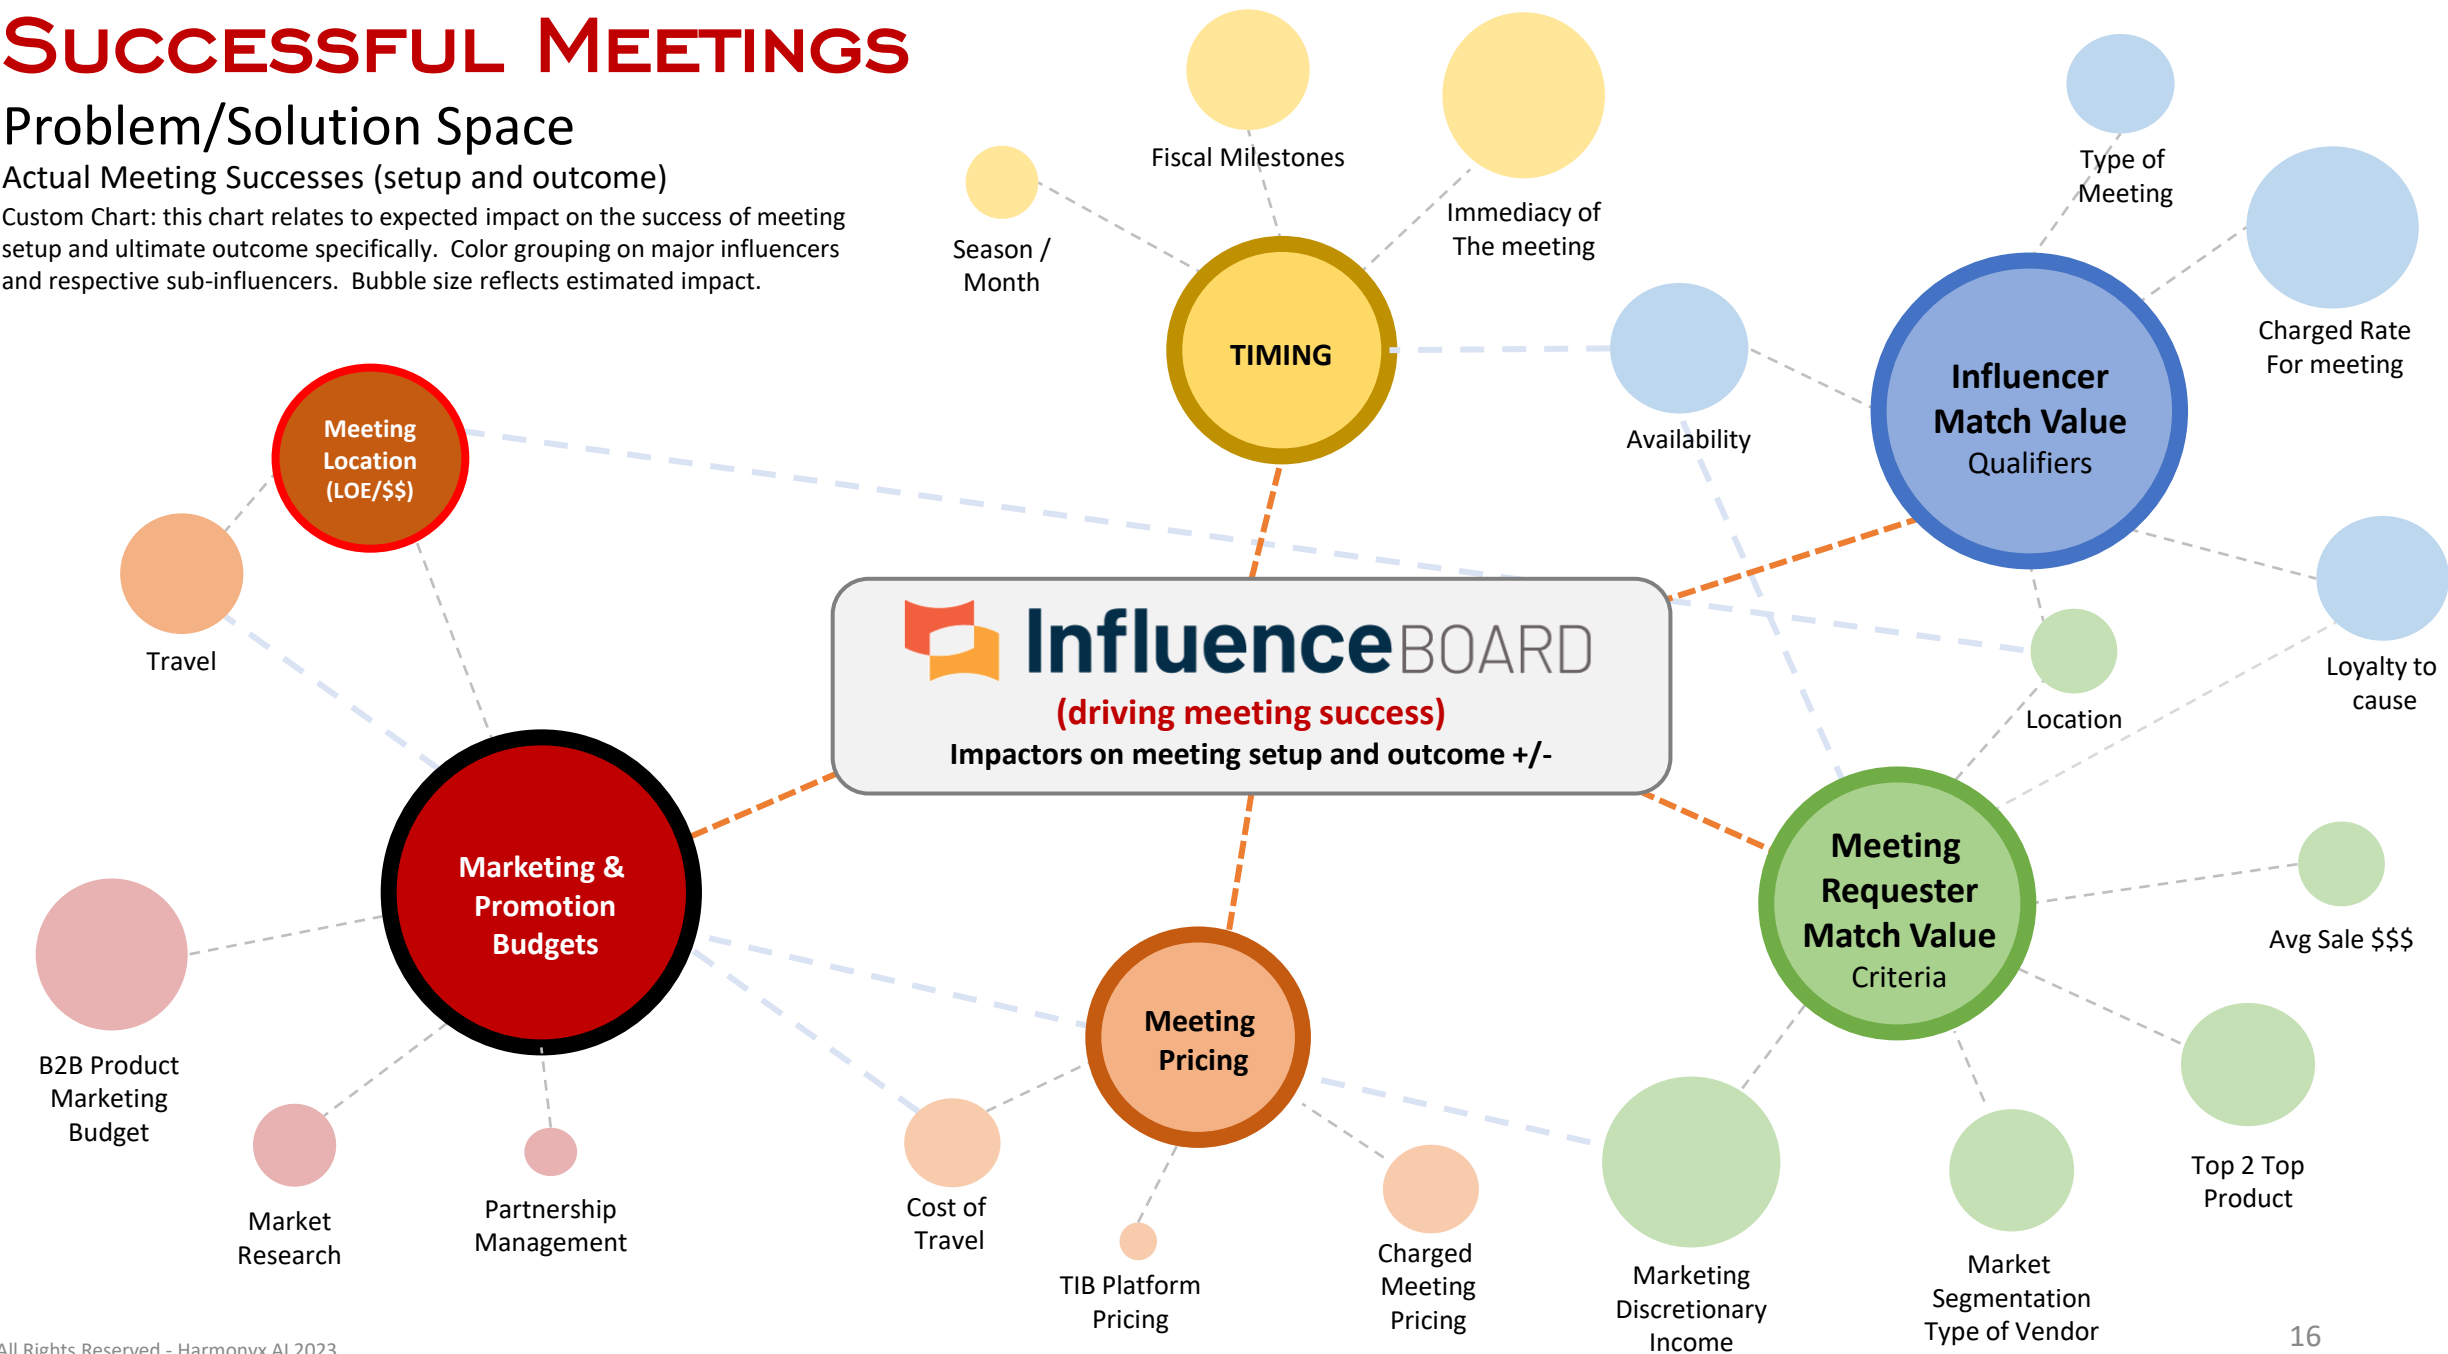 SUCCESSFUL MEETINGS
Problem/Solution Space
Actual Meeting Successes (setup and outcome)
Custom Chart: this chart relates to expected impact on the success of meeting
setup and ultimate outcome specifically.  Color grouping on major influencers
and respective sub-influencers.  Bubble size reflects estimated impact.
Fiscal Milestones
Season /
Month
Immediacy of
The meeting
TIMING
Type of
Meeting
Charged Rate
For meeting
Availability
Influencer
Match Value
Qualifiers
Meeting
Location
(LOE/$$)
Travel
InfluenceBOARD
(driving meeting success)
Impactors on meeting setup and outcome +/-
Loyalty to
cause
Location
Marketing &
Promotion
Budgets
Meeting
Requester
Match Value
Criteria
Avg Sale $$$
Meeting
Pricing
B2B Product
Marketing
Budget
Market
Research
Partnership
Management
Cost of
Travel
TIB Platform
Pricing
Charged
Meeting
Pricing
Marketing
Discretionary
Income
Market
Segmentation
Type of Vendor
Top 2 Top
Product
All Rights Reserved - Harmonyx AI 2023
16